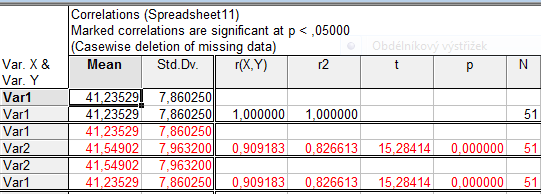 Correlations (Spreadsheet11)
Marked correlations are significant at p < ,05000
(Casewise deletion of missing data)
Obdélníkový výstřižek
Var. X &
Var. Y
Mean Std.Dv. r(X,Y) r2 t p N
Var1 41,23529 7,860250
Var1 41,23529 7,860250 1,000000 1,000000 51
Var1 41,23529 7,860250
Var2 41,54902 7,963200 0,909183 0,826613 15,28414 0,000000 51
Var2 41,54902 7,963200
Var1 41,23529 7,860250 0,909183 0,826613 15,28414 0,000000 51